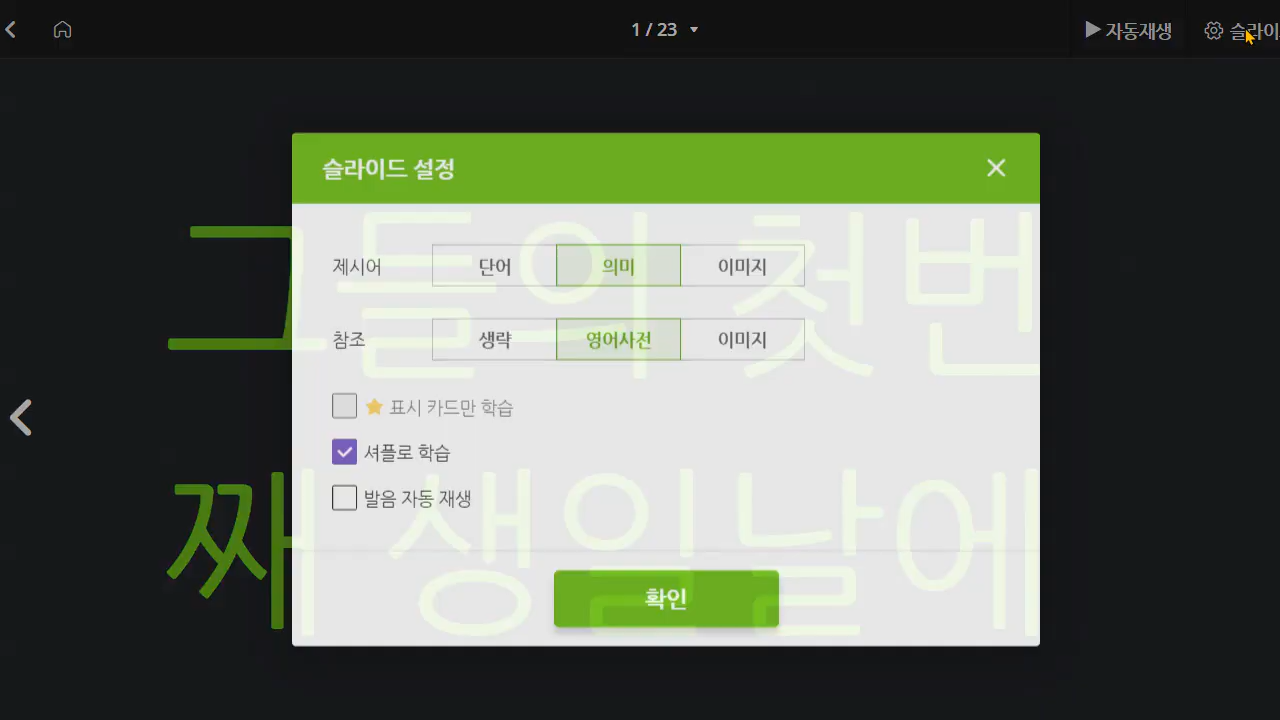 1 / 23
자동재생
슬라이
슬라이드 설정
제시어 단어 의미 이미지
참조 생략 영어사전 이미지
표시 카드만 학습
셔플로 학습
발음 자동 재생
확인
그들의 첫번
째 생일날에